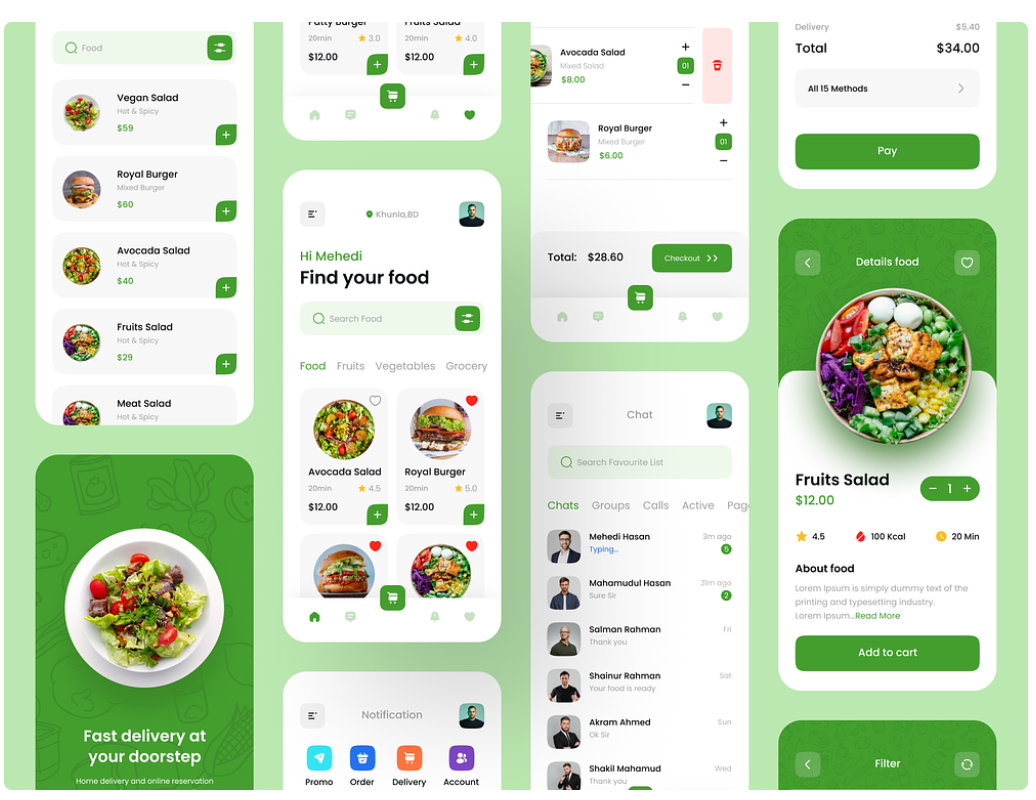 Food
Vegan Salad
Hot & Spicy
$59
+
Royal Burger
Mixed Burger
$60
+
Avocado Salad
Hot & Spicy
$40
+
Fruits Salad
Hot & Spicy
$29
+
Meat Salad
Hot & Spicy
Fast delivery at
your doorstep
Home delivery and online reservation
Patty Burger
Fruits Salad
20min 3.0
20min 4.0
$12.00 +
$12.00 +
Khunla,BD
Hi Mehedi
Find your food
Search Food
Food Fruits Vegetables Grocery
Avocado Salad
Royal Burger
20min 4.5
20min 5.0
$12.00 +
$12.00 +
Notification
Promo Order Delivery Account
Avocada Salad
Mixed Salad
$8.00
+
01
−
Royal Burger
Mixed Burger
$6.00
+
01
−
Total: $28.60
Checkout
Chat
Search Favourite List
Chats Groups Calls Active Pag
Mehedi Hasan 3m ago
Typing... 5
Mahamudul Hasan 31m ago
Sure Sir 2
Salman Rahman Fri
Thank you
Shainur Rahman Sat
Your food is ready
Akram Ahmed Sun
Ok Sir
Shakil Mahamud Wed
Thank you
Delivery $5.40
Total $34.00
All 15 Methods
Pay
Details food
Fruits Salad
$12.00
− 1 +
4.5 100 Kcal 20 Min
About food
Lorem Ipsum is simply dummy text of the
printing and typesetting industry.
Lorem Ipsum...Read More
Add to cart
Filter